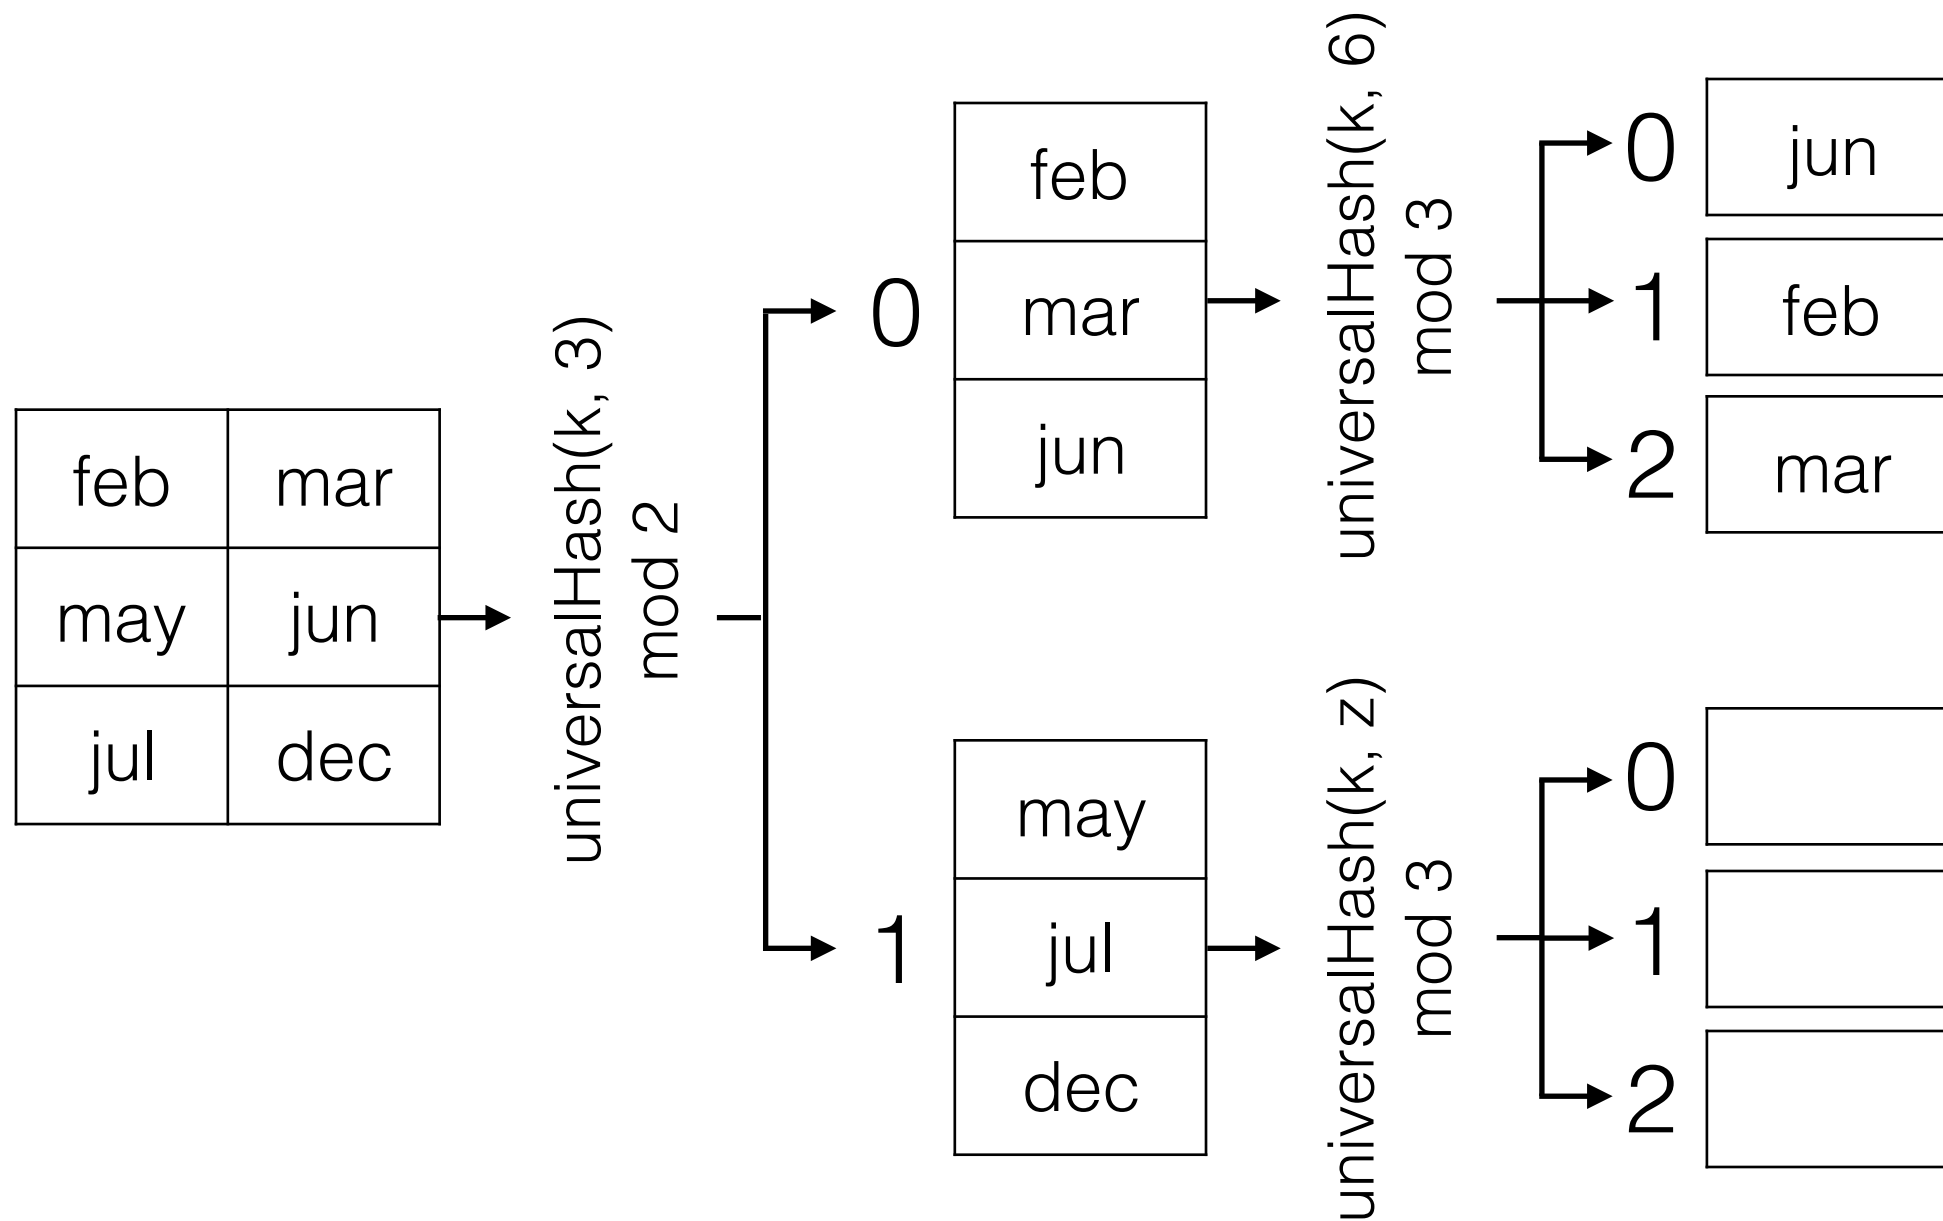 feb mar
may jun
jul dec
universalHash(k, 3)
mod 2
0
feb
mar
jun
universalHash(k, 6)
mod 3
0 jun
1 feb
2 mar
1
may
jul
dec
universalHash(k, z)
mod 3
0
1
2